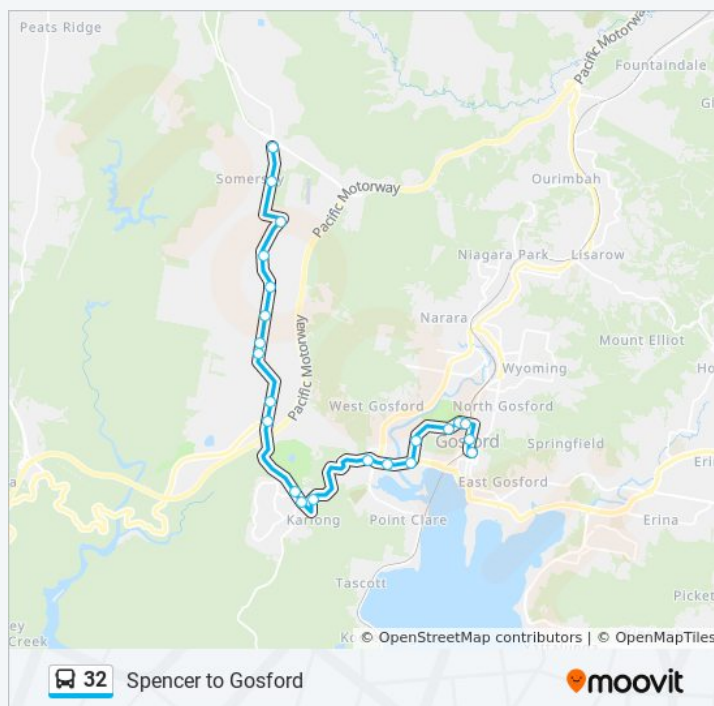 Peats Ridge
Pacific Motorway
Fountaindale
Somersby
Pacific Motorway
Ourimbah
Pacific Motorway
Niagara Park
Lisarow
Narara
Mount Elliot
Wyoming
West Gosford
North Gosford
Gosford
Springfield
East Gosford
Kariong
Point Clare
Erina
Tascott
Creek
© OpenStreetMap contributors | © OpenMapTiles
32 Spencer to Gosford
moovit